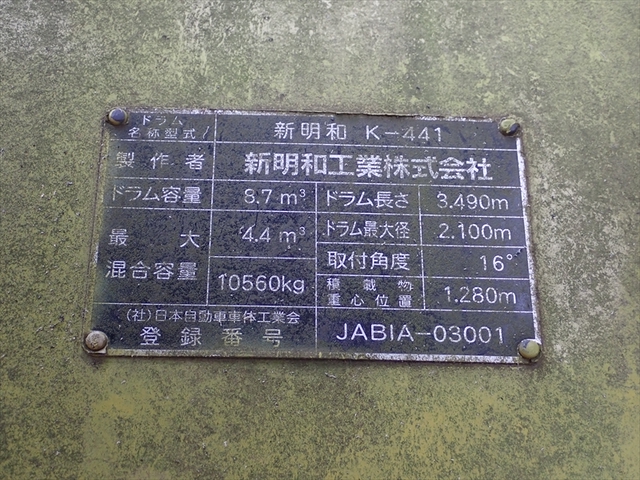 ドラム名称型式 新明和 K-441
製作者 新明和工業株式会社
ドラム容量 8.7 m³ ドラム長さ 3.490m
最大混合容量 4.4 m³ ドラム最大径 2.100m
10560kg 取付角度 16°
積載物重心位置 1.280m
(社)日本自動車車体工業会
登録番号 JABIA-03001